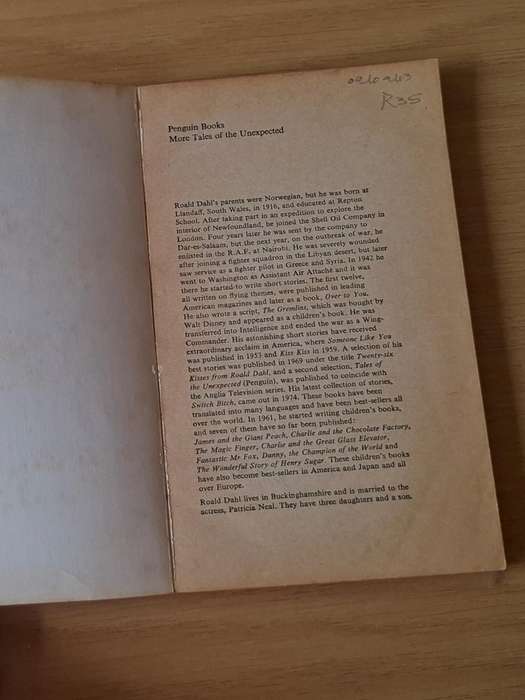 R35
Penguin Books
More Tales of the Unexpected
Roald Dahl's parents were Norwegian, but he was born at
Llandaff, South Wales, in 1916, and educated at Repton
School. After taking part in an expedition to explore the
interior of Newfoundland, he joined the Shell Oil Company in
London. Four years later he was sent by the company to
Dar-es-Salaam, but the next year, on the outbreak of war, he
enlisted in the R.A.F. at Nairobi. He was severely wounded
after joining a fighter squadron in the Libyan desert, but later
saw service as a fighter pilot in Greece and Syria. In 1942 he
went to Washington as Assistant Air Attaché and it was
there he started to write short stories. The first twelve,
all written on flying themes, were published in leading
American magazines and later as a book, Over to You.
He also wrote a script, The Gremlins, which was bought by
Walt Disney and appeared as a children's book. He was
transferred into Intelligence and ended the war as a Wing-
Commander. His astonishing short stories have received
extraordinary acclaim in America, where Someone Like You
was published in 1953 and Kiss Kiss in 1959. A selection of his
best stories was published in 1969 under the title Twenty-six
Kisses from Roald Dahl, and a second selection, Tales of
the Unexpected (Penguin), was published to coincide with
the Anglia Television series. His latest collection of stories,
Switch Bitch, came out in 1974. These books have been
translated into many languages and have been best-sellers all
over the world. In 1961, he started writing children's books,
and seven of them have so far been published:
James and the Giant Peach, Charlie and the Chocolate Factory,
The Magic Finger, Charlie and the Great Glass Elevator,
Fantastic Mr Fox, Danny, the Champion of the World and
The Wonderful Story of Henry Sugar. These children's books
have also become best-sellers in America and Japan and all
over Europe.
Roald Dahl lives in Buckinghamshire and is married to the
actress, Patricia Neal. They have three daughters and a son.